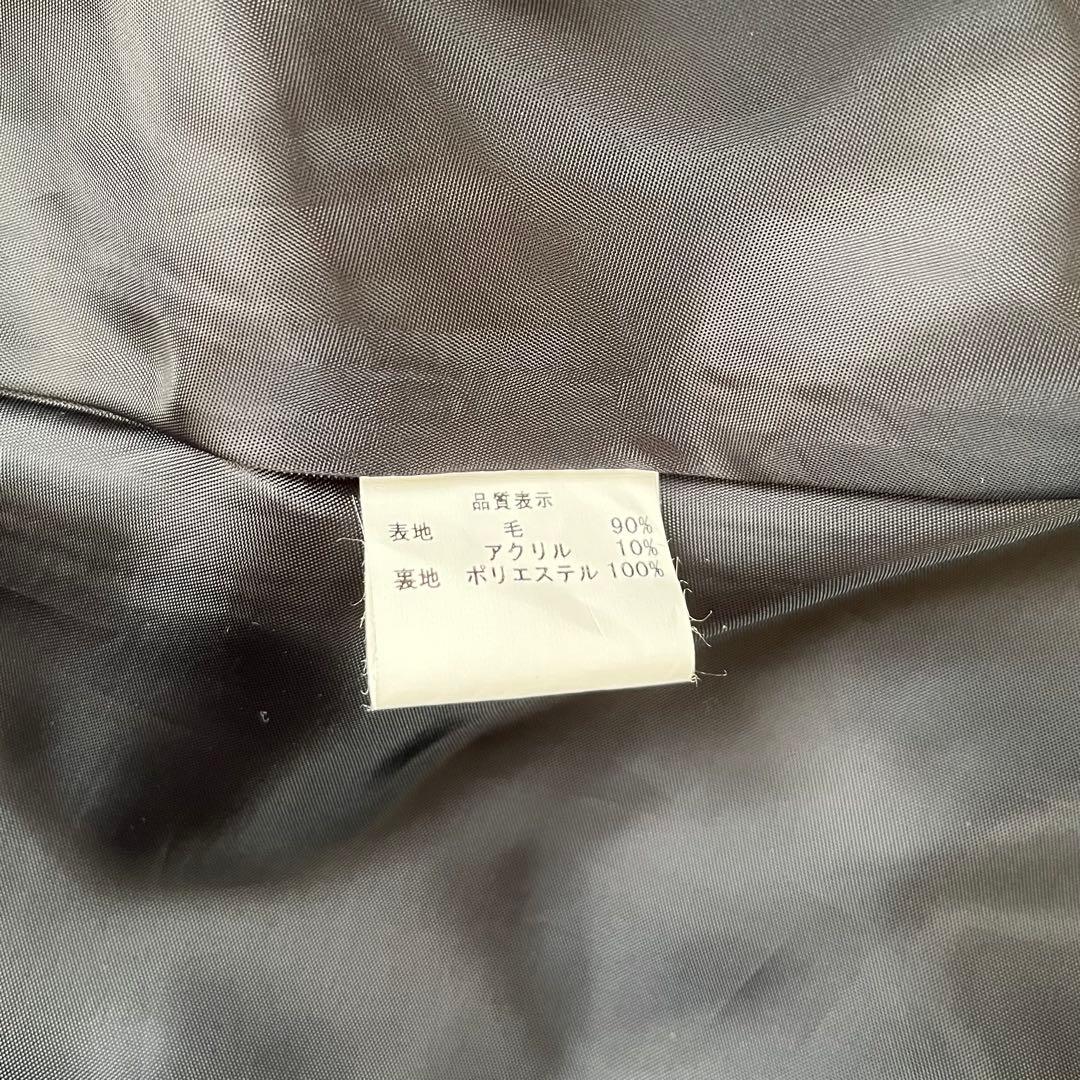 品質表示
表地 毛 90%
アクリル 10%
裏地 ポリエステル 100%